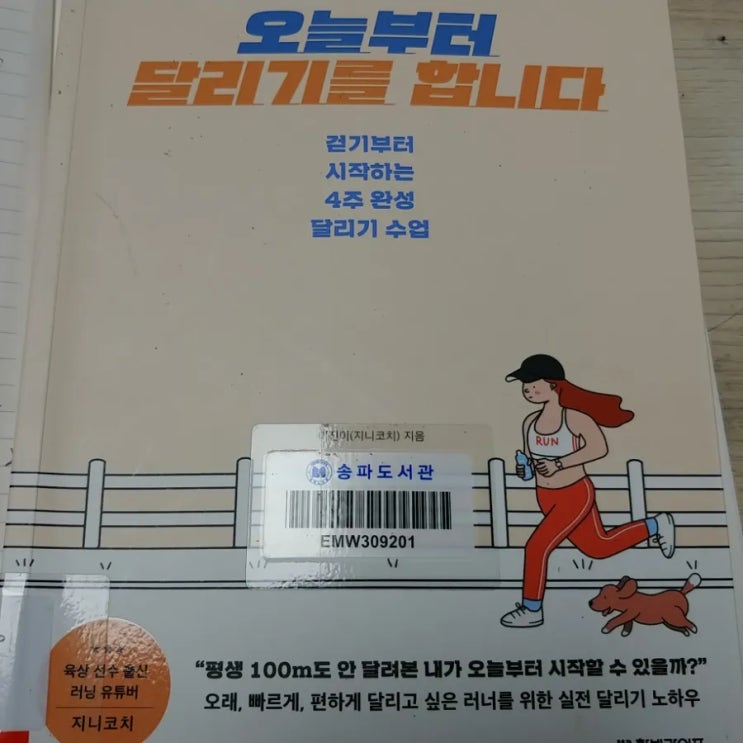 오늘부터
달리기를 합니다
걷기부터
시작하는
4주 완성
달리기 수업
RUN
이진이(지니코치) 지음
송파도서관
EMW309201
육상 선수 출신
러닝 유튜버
지니코치
“평생 100m도 안 달려본 내가 오늘부터 시작할 수 있을까?”
오래, 빠르게, 편하게 달리고 싶은 러너를 위한 실전 달리기 노하우